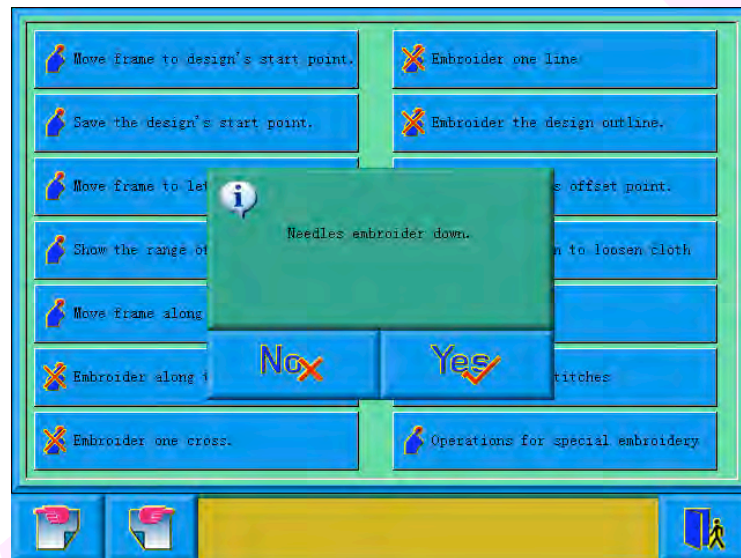 Move frame to design's start point.
Embroider one line
Save the design's start point.
Embroider the design outline.
Move frame to
offset point.
Needles embroider down.
Show the range
to loosen cloth
Move frame along
No
Yes
Embroider along
Embroider one cross.
Operations for special embroidery